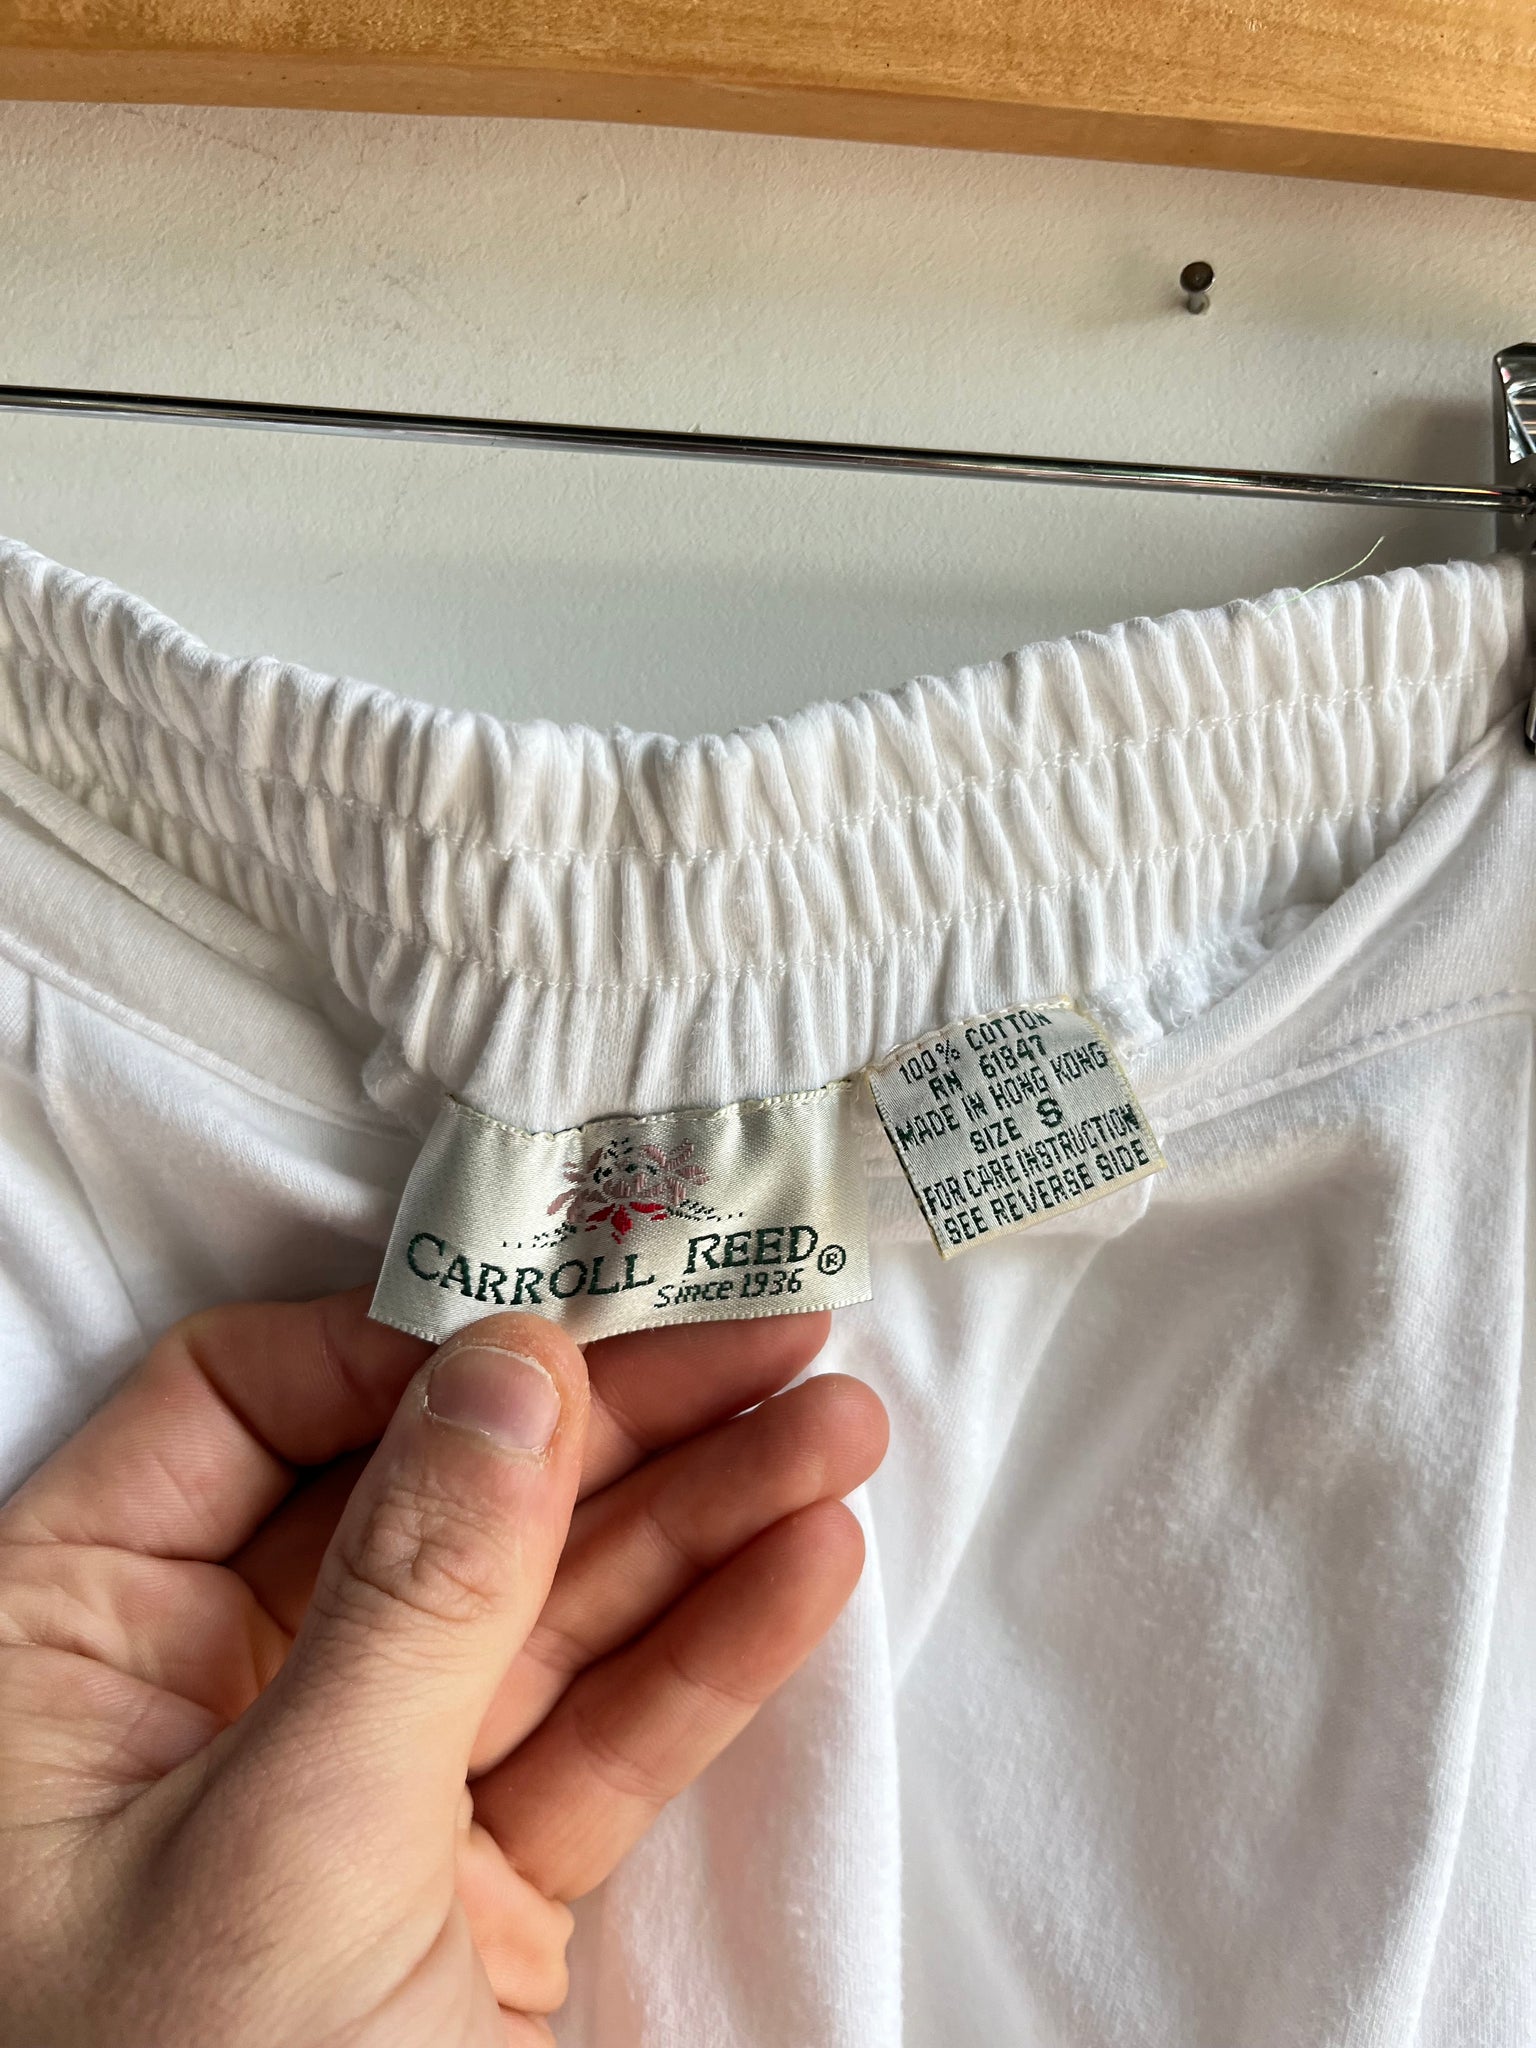 CARROLL REED®
Since 1936
100% COTTON
RN 61847
MADE IN HONG KONG
SIZE S
FOR CARE INSTRUCTION
SEE REVERSE SIDE